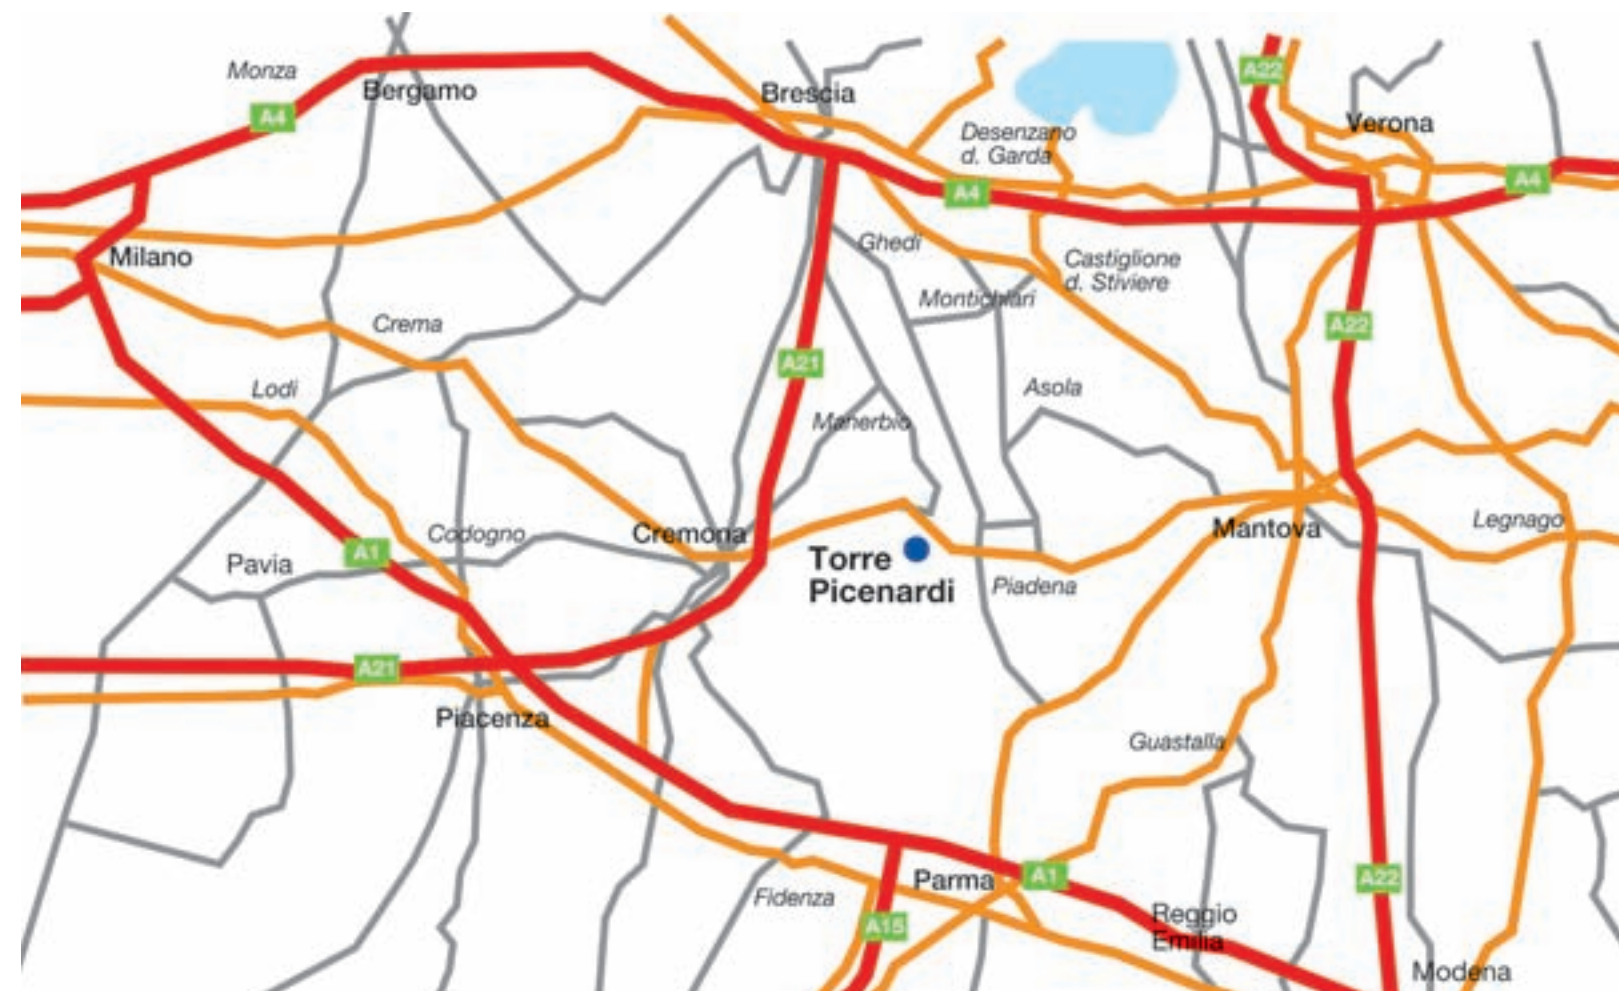 A22
Monza
Bergamo
Brescia
A4
Verona
Desenzano
d. Garda
A4
A4
Milano
Ghedi
Castiglione
d. Stiviere
Montichiari
Crema
A22
A21
Lodi
Asola
Manerbio
Codogno
Cremona
Mantova
Legnago
A1
Pavia
Torre
Picenardi
Piadena
A21
Piacenza
Guastalla
Fidenza
Parma
A1
A22
A15
Reggio
Emilia
Modena